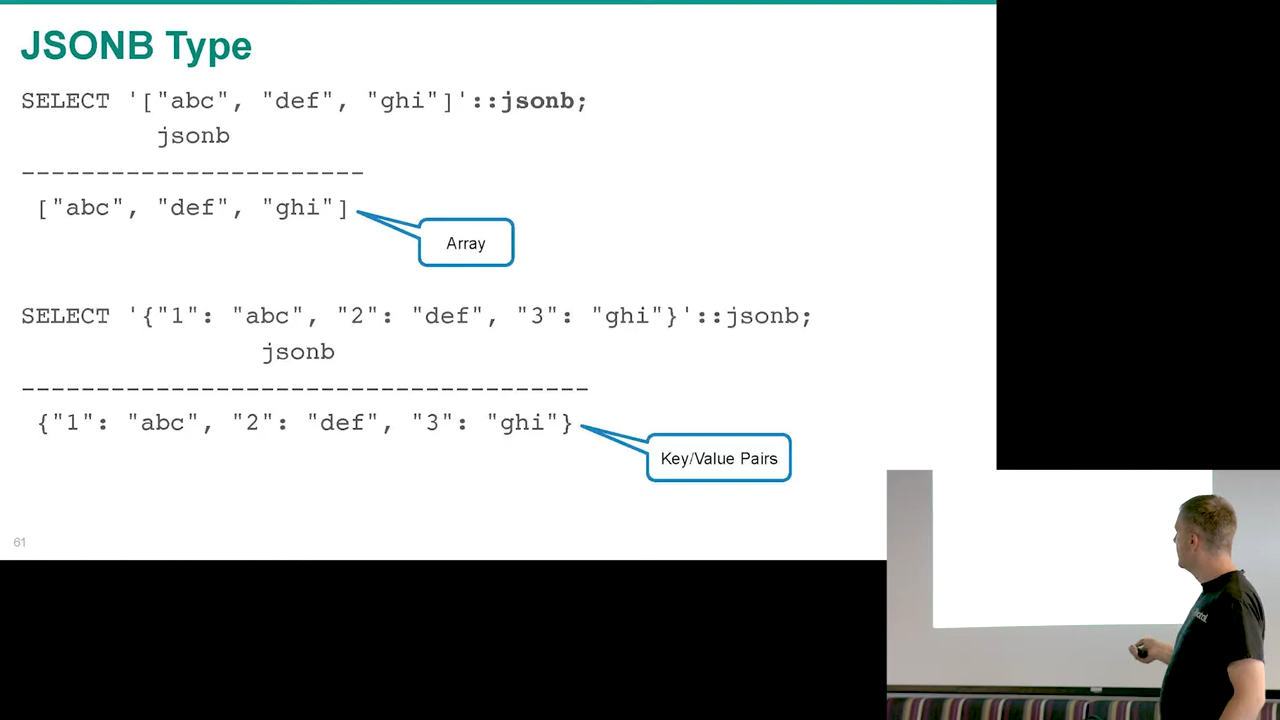 JSONB Type
SELECT '["abc", "def", "ghi"]'::jsonb;
jsonb
-----------------------
["abc", "def", "ghi"]
Array
SELECT '{"1": "abc", "2": "def", "3": "ghi"}'::jsonb;
jsonb
--------------------------------------
{"1": "abc", "2": "def", "3": "ghi"}
Key/Value Pairs
61